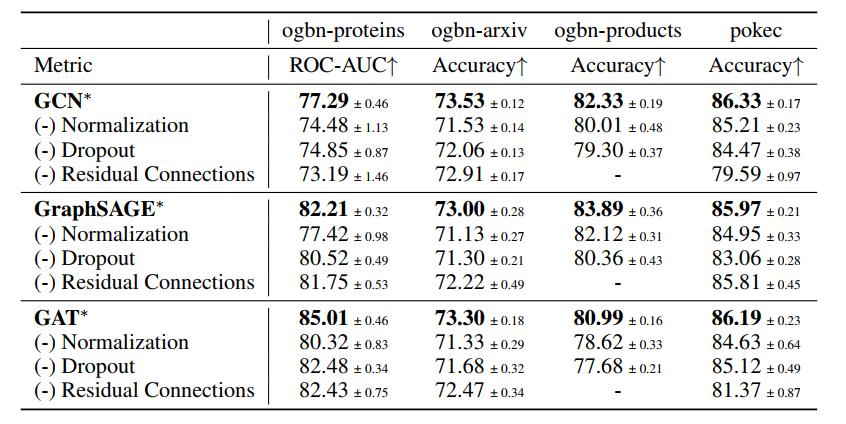 ogbn-proteins ogbn-arxiv ogbn-products pokec
Metric ROC-AUC↑ Accuracy↑ Accuracy↑ Accuracy↑
GCN* 77.29 ± 0.46 73.53 ± 0.12 82.33 ± 0.19 86.33 ± 0.17
(-) Normalization 74.48 ± 1.13 71.53 ± 0.14 80.01 ± 0.48 85.21 ± 0.23
(-) Dropout 74.85 ± 0.87 72.06 ± 0.13 79.30 ± 0.37 84.47 ± 0.38
(-) Residual Connections 73.19 ± 1.46 72.91 ± 0.17 - 79.59 ± 0.97
GraphSAGE* 82.21 ± 0.32 73.00 ± 0.28 83.89 ± 0.36 85.97 ± 0.21
(-) Normalization 77.42 ± 0.98 71.13 ± 0.27 82.12 ± 0.31 84.95 ± 0.33
(-) Dropout 80.52 ± 0.49 71.30 ± 0.21 80.36 ± 0.43 83.06 ± 0.28
(-) Residual Connections 81.75 ± 0.53 72.22 ± 0.49 - 85.81 ± 0.45
GAT* 85.01 ± 0.46 73.30 ± 0.18 80.99 ± 0.16 86.19 ± 0.23
(-) Normalization 80.32 ± 0.83 71.33 ± 0.29 78.62 ± 0.33 84.63 ± 0.64
(-) Dropout 82.48 ± 0.34 71.68 ± 0.32 77.68 ± 0.21 85.12 ± 0.49
(-) Residual Connections 82.43 ± 0.75 72.47 ± 0.34 - 81.37 ± 0.87